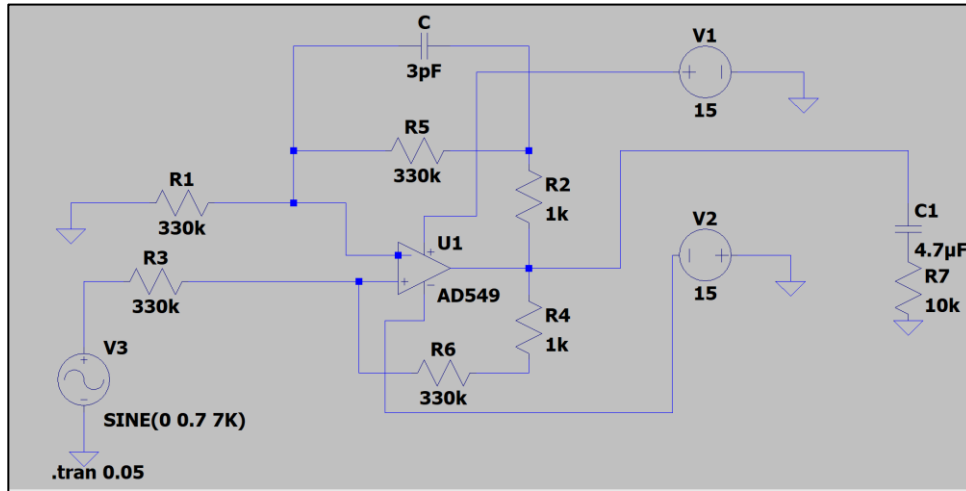 C
3pF
V1
15
R5
330k
R1
330k
R2
1k
U1
AD549
R3
330k
V2
15
C1
4.7µF
R7
10k
R4
1k
R6
330k
V3
SINE(0 0.7 7K)
.tran 0.05